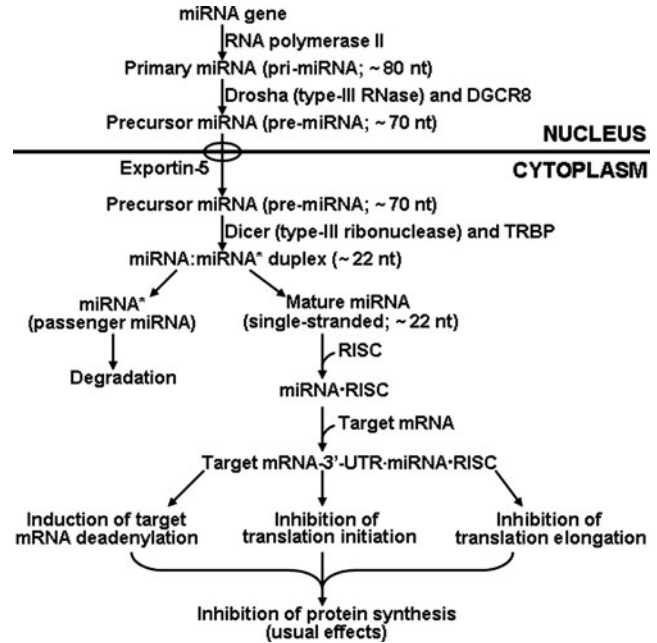 miRNA gene
RNA polymerase II
Primary miRNA (pri-miRNA; ~80 nt)
Drosha (type-III RNase) and DGCR8
Precursor miRNA (pre-miRNA; ~70 nt)
NUCLEUS
Exportin-5
CYTOPLASM
Precursor miRNA (pre-miRNA; ~70 nt)
Dicer (type-III ribonuclease) and TRBP
miRNA:miRNA* duplex (~22 nt)
miRNA*
(passenger miRNA)
Mature miRNA
(single-stranded; ~22 nt)
Degradation
RISC
miRNA•RISC
Target mRNA
Target mRNA-3'-UTR·miRNA•RISC
Induction of target
mRNA deadenylation
Inhibition of
translation initiation
Inhibition of
translation elongation
Inhibition of protein synthesis
(usual effects)